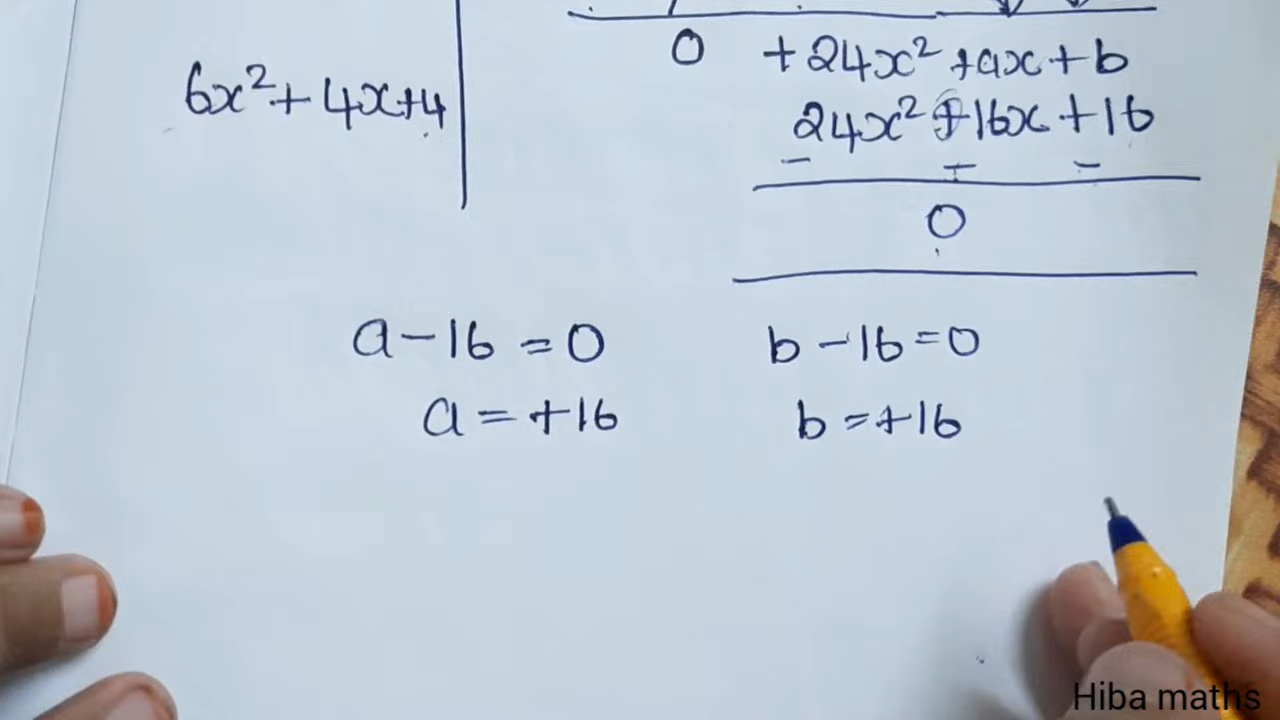 0 + 24x² + ax + b
6x² + 4x + 4
24x² + 16x + 16
- - -
0
a - 16 = 0 b - 16 = 0
a = +16 b = +16
Hiba maths